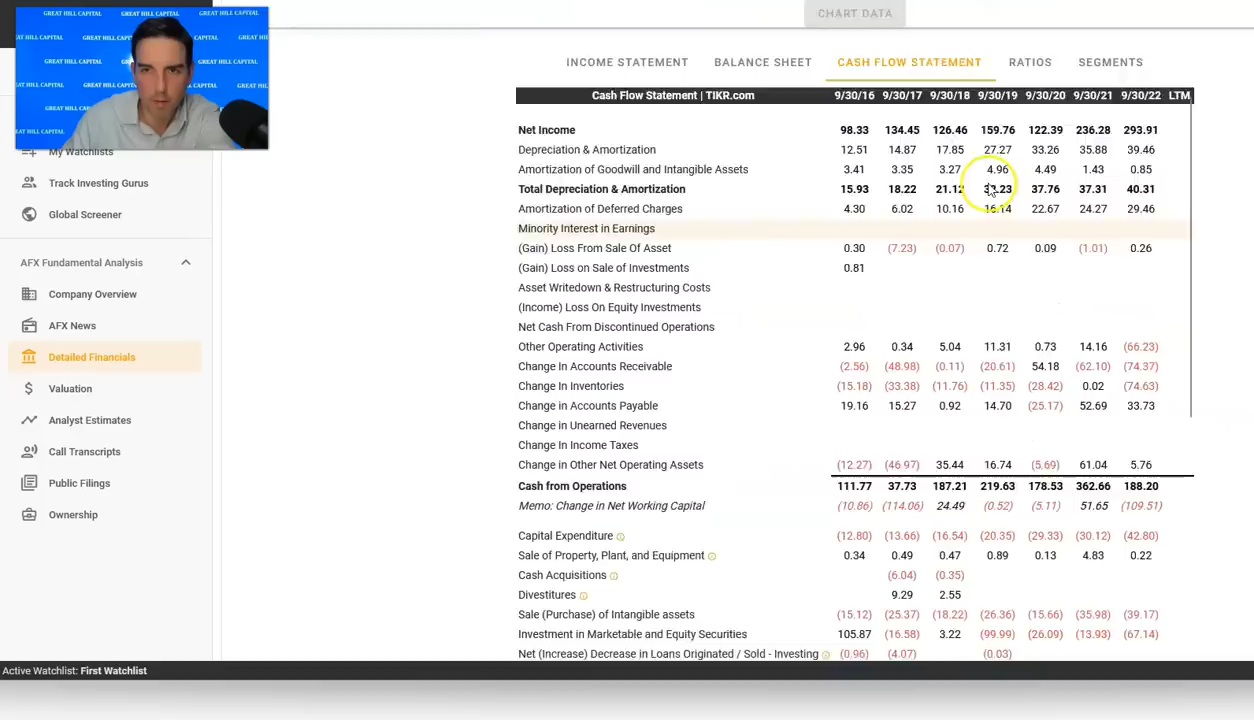 GREAT HILL CAPITAL GREAT HILL CAPITAL GREAT HILL CAPITAL
CHART DATA
INCOME STATEMENT BALANCE SHEET CASH FLOW STATEMENT RATIOS SEGMENTS
Cash Flow Statement | TIKR.com 9/30/16 9/30/17 9/30/18 9/30/19 9/30/20 9/30/21 9/30/22 LTM
Net Income 98.33 134.45 126.46 159.76 122.39 236.28 293.91
My Watchlists
Depreciation & Amortization 12.51 14.87 17.85 27.27 33.26 35.88 39.46
Amortization of Goodwill and Intangible Assets 3.41 3.35 3.27 4.96 4.49 1.43 0.85
Track Investing Gurus
Total Depreciation & Amortization 15.93 18.22 21.12 37.76 37.31 40.31
Amortization of Deferred Charges 4.30 6.02 10.16 16.14 22.67 24.27 29.46
Global Screener
Minority Interest in Earnings
(Gain) Loss From Sale Of Asset 0.30 (7.23) (0.07) 0.72 0.09 (1.01) 0.26
AFX Fundamental Analysis
(Gain) Loss on Sale of Investments 0.81
Asset Writedown & Restructuring Costs
Company Overview
(Income) Loss On Equity Investments
AFX News
Net Cash From Discontinued Operations
Other Operating Activities 2.96 0.34 5.04 11.31 0.73 14.16 (66.23)
Detailed Financials
Change In Accounts Receivable (2.56) (48.98) (0.11) (20.61) 54.18 (62.10) (74.37)
Change In Inventories (15.18) (33.38) (11.76) (11.35) (28.42) 0.02 (74.63)
Valuation
Change in Accounts Payable 19.16 15.27 0.92 14.70 (25.17) 52.69 33.73
Analyst Estimates
Change in Unearned Revenues
Change In Income Taxes
Call Transcripts
Change in Other Net Operating Assets (12.27) (46.97) 35.44 16.74 (5.69) 61.04 5.76
Public Filings
Cash from Operations 111.77 37.73 187.21 219.63 178.53 362.66 188.20
Memo: Change in Net Working Capital (10.86) (114.06) 24.49 (0.52) (5.11) 51.65 (109.51)
Ownership
Capital Expenditure (12.80) (13.66) (16.54) (20.35) (29.33) (30.12) (42.80)
Sale of Property, Plant, and Equipment 0.34 0.49 0.47 0.89 0.13 4.83 0.22
Cash Acquisitions (6.04) (0.35)
Divestitures 9.29 2.55
Sale (Purchase) of Intangible assets (15.12) (25.37) (18.22) (26.36) (15.66) (35.98) (39.17)
Investment in Marketable and Equity Securities 105.87 (16.58) 3.22 (99.99) (26.09) (13.93) (67.14)
Net (Increase) Decrease in Loans Originated / Sold - Investing (0.96) (4.07) (0.03)
Active Watchlist: First Watchlist